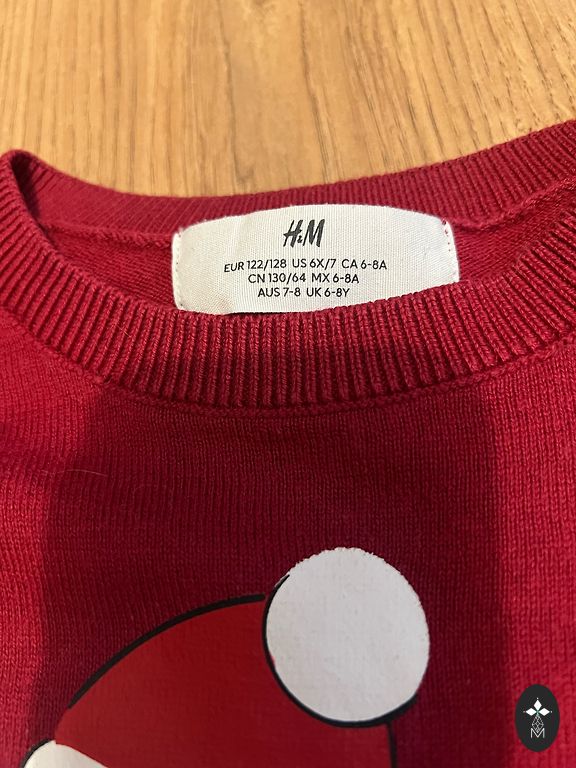 H&M
EUR 122/128 US 6X/7 CA 6-8A
CN 130/64 MX 6-8A
AUS 7-8 UK 6-8Y
M